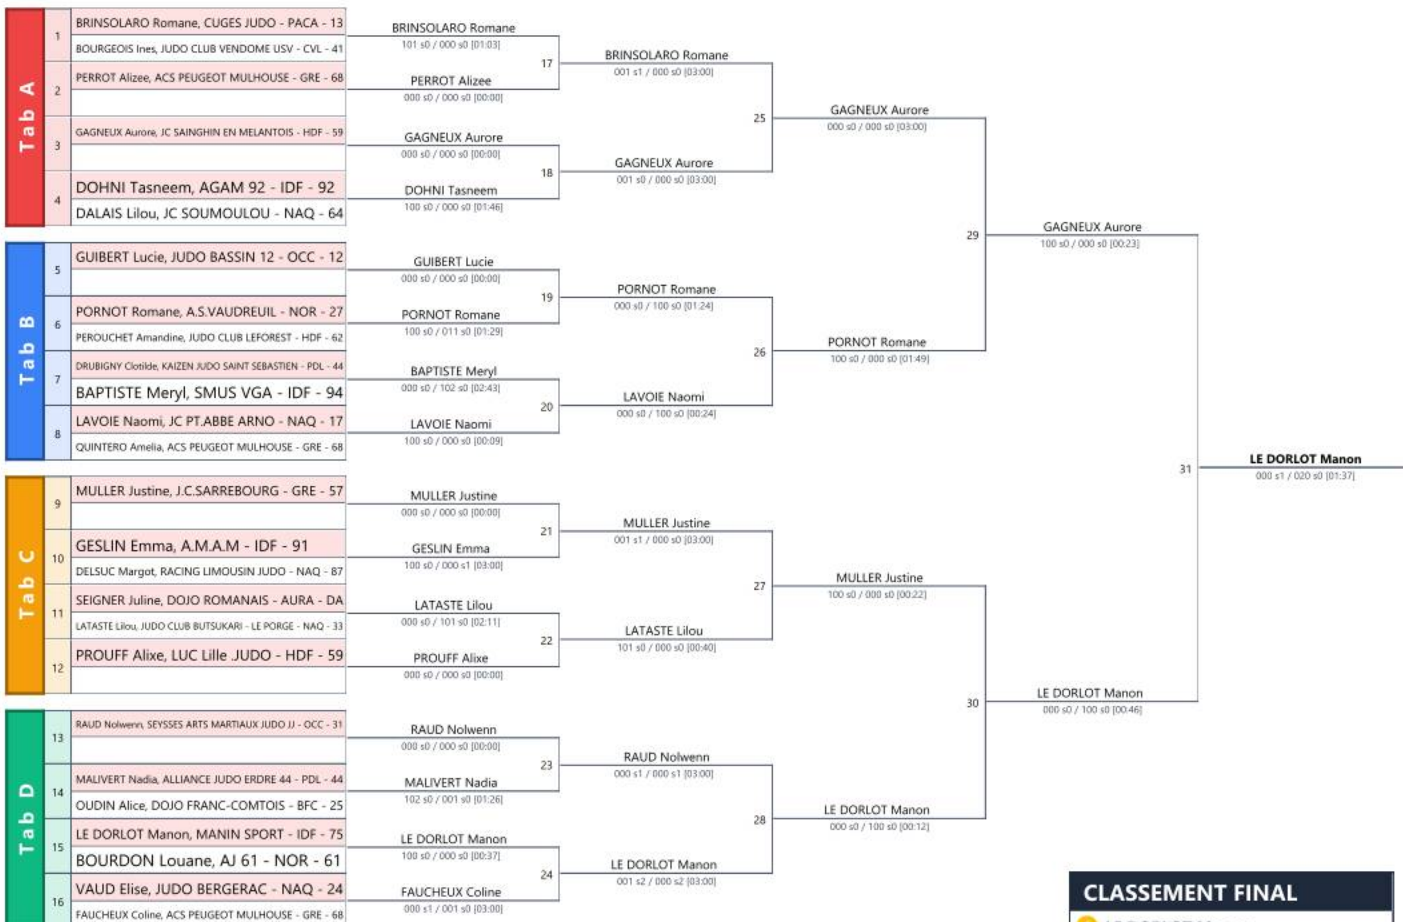 Tab A
1
BRINSOLARO Romane, CUGES JUDO - PACA - 13
BOURGEOIS Ines, JUDO CLUB VENDOME USV - CVL - 41
2
PERROT Alizee, ACS PEUGEOT MULHOUSE - GRE - 68
3
GAGNEUX Aurore, JC SAINGHIN EN MELANTOIS - HDF - 59
4
DOHNI Tasneem, AGAM 92 - IDF - 92
DALAIS Lilou, JC SOUMOULOU - NAQ - 64
Tab B
5
GUIBERT Lucie, JUDO BASSIN 12 - OCC - 12
6
PORNOT Romane, A.S.VAUDREUIL - NOR - 27
PEROUCHET Amandine, JUDO CLUB LEFOREST - HDF - 62
7
DRUBIGNY Clotilde, KAIZEN JUDO SAINT SEBASTIEN - PDL - 44
BAPTISTE Meryl, SMUS VGA - IDF - 94
8
LAVOIE Naomi, JC PT.ABBE ARNO - NAQ - 17
QUINTERO Amelia, ACS PEUGEOT MULHOUSE - GRE - 68
Tab C
9
MULLER Justine, J.C.SARREBOURG - GRE - 57
10
GESLIN Emma, A.M.A.M - IDF - 91
DELSUC Margot, RACING LIMOUSIN JUDO - NAQ - 87
11
SEIGNER Juline, DOJO ROMANAIS - AURA - DA
LATASTE Lilou, JUDO CLUB BUTSUKARI - LE PORGE - NAQ - 33
12
PROUFF Alixe, LUC Lille .JUDO - HDF - 59
Tab D
13
RAUD Nolwenn, SEYSSES ARTS MARTIAUX JUDO JJ - OCC - 31
14
MALIVERT Nadia, ALLIANCE JUDO ERDRE 44 - PDL - 44
OUDIN Alice, DOJO FRANC-COMTOIS - BFC - 25
15
LE DORLOT Manon, MANIN SPORT - IDF - 75
BOURDON Louane, AJ 61 - NOR - 61
16
VAUD Elise, JUDO BERGERAC - NAQ - 24
FAUCHEUX Coline, ACS PEUGEOT MULHOUSE - GRE - 68
BRINSOLARO Romane
101 s0 / 000 s0 [01:03]
17
PERROT Alizee
000 s0 / 000 s0 [00:00]
GAGNEUX Aurore
000 s0 / 000 s0 [00:00]
18
DOHNI Tasneem
100 s0 / 000 s0 [01:46]
GUIBERT Lucie
000 s0 / 000 s0 [00:00]
19
PORNOT Romane
100 s0 / 011 s0 [01:29]
BAPTISTE Meryl
000 s0 / 102 s0 [02:43]
20
LAVOIE Naomi
100 s0 / 000 s0 [00:09]
MULLER Justine
000 s0 / 000 s0 [00:00]
21
GESLIN Emma
100 s0 / 000 s1 [03:00]
LATASTE Lilou
000 s0 / 101 s0 [02:11]
22
PROUFF Alixe
000 s0 / 000 s0 [00:00]
RAUD Nolwenn
000 s0 / 000 s0 [00:00]
23
MALIVERT Nadia
102 s0 / 001 s0 [01:26]
LE DORLOT Manon
100 s0 / 000 s0 [00:37]
24
FAUCHEUX Coline
000 s1 / 001 s0 [03:00]
BRINSOLARO Romane
001 s1 / 000 s0 [03:00]
25
GAGNEUX Aurore
001 s0 / 000 s0 [03:00]
PORNOT Romane
000 s0 / 100 s0 [01:24]
26
LAVOIE Naomi
000 s0 / 100 s0 [00:24]
MULLER Justine
001 s1 / 000 s0 [03:00]
27
LATASTE Lilou
101 s0 / 000 s0 [00:40]
RAUD Nolwenn
000 s1 / 000 s1 [03:00]
28
LE DORLOT Manon
001 s2 / 000 s2 [03:00]
GAGNEUX Aurore
000 s0 / 000 s0 [03:00]
29
PORNOT Romane
100 s0 / 000 s0 [01:49]
MULLER Justine
100 s0 / 000 s0 [00:22]
30
LE DORLOT Manon
000 s0 / 100 s0 [00:12]
GAGNEUX Aurore
100 s0 / 000 s0 [00:23]
31
LE DORLOT Manon
000 s0 / 100 s0 [00:46]
LE DORLOT Manon
000 s1 / 020 s0 [01:37]
CLASSEMENT FINAL